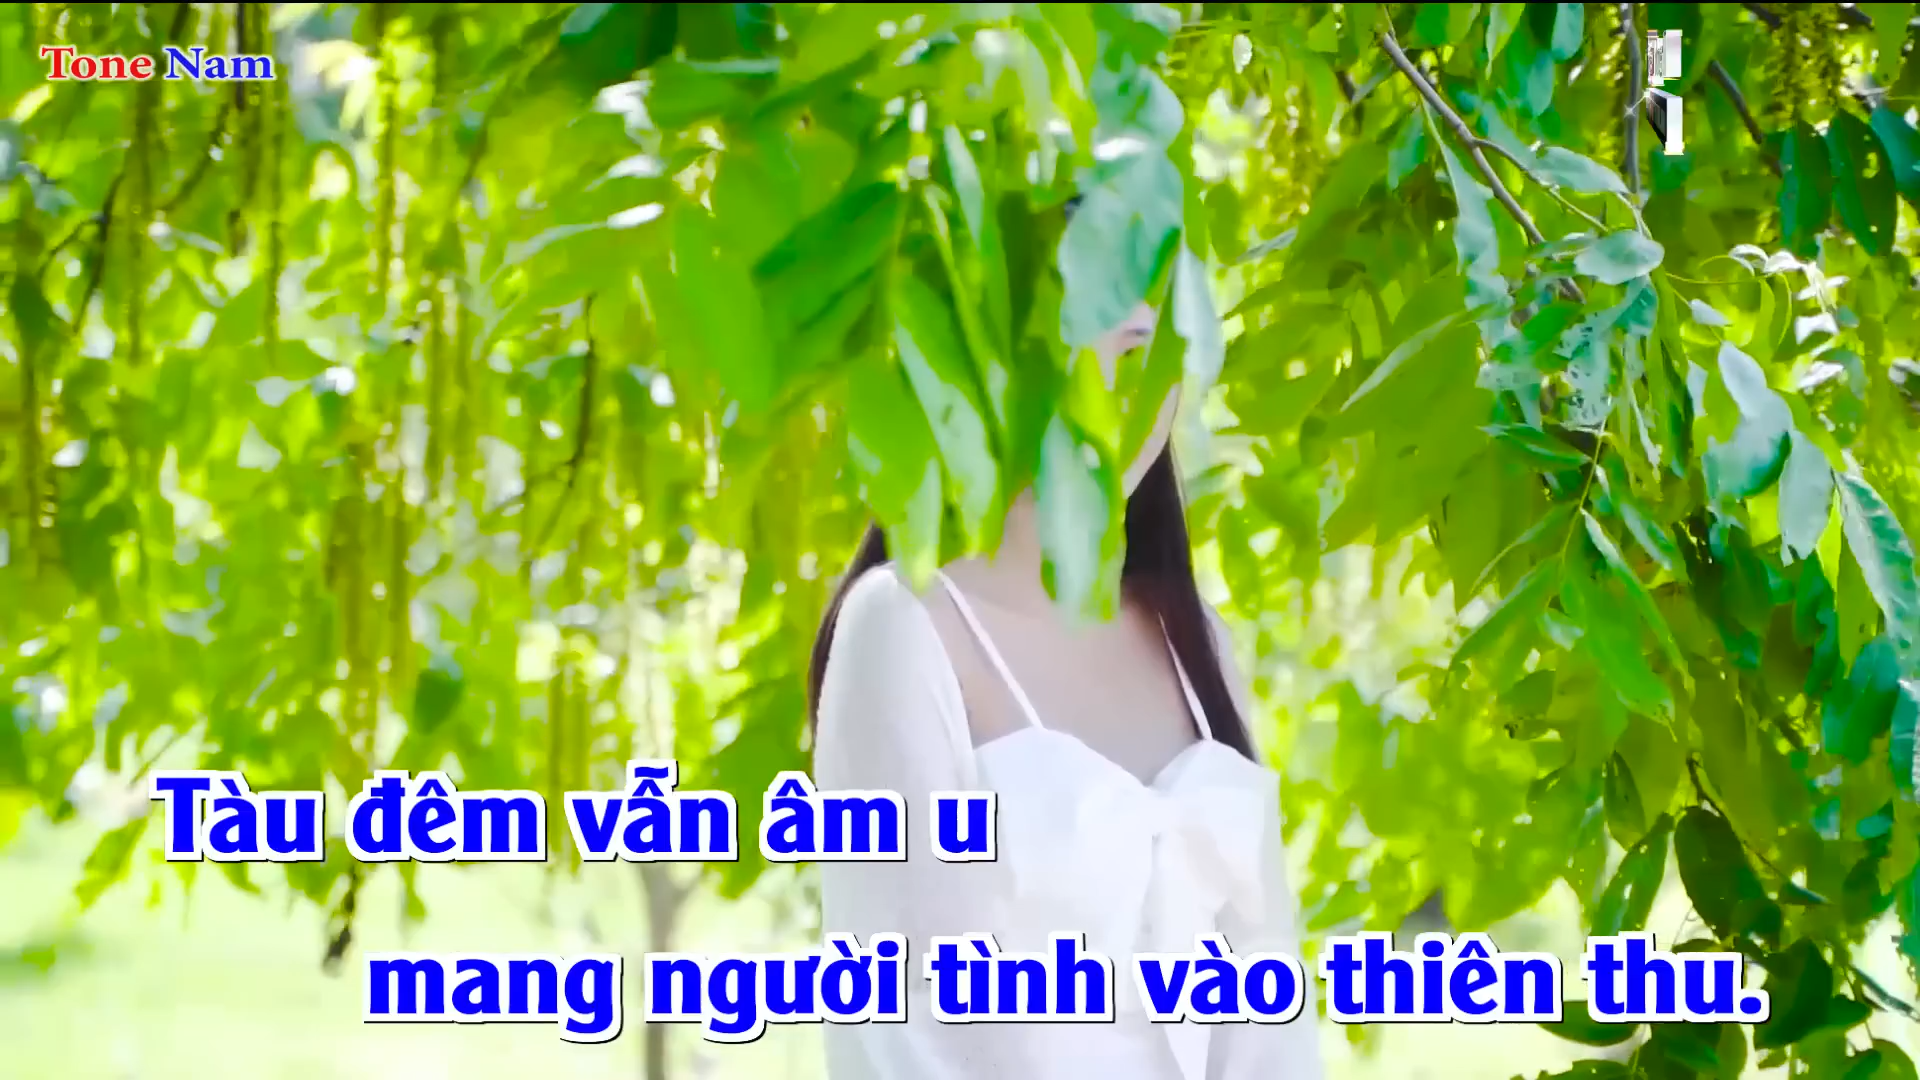 Tone Nam
Tàu đêm vẫn âm u
mang người tình vào thiên thu.